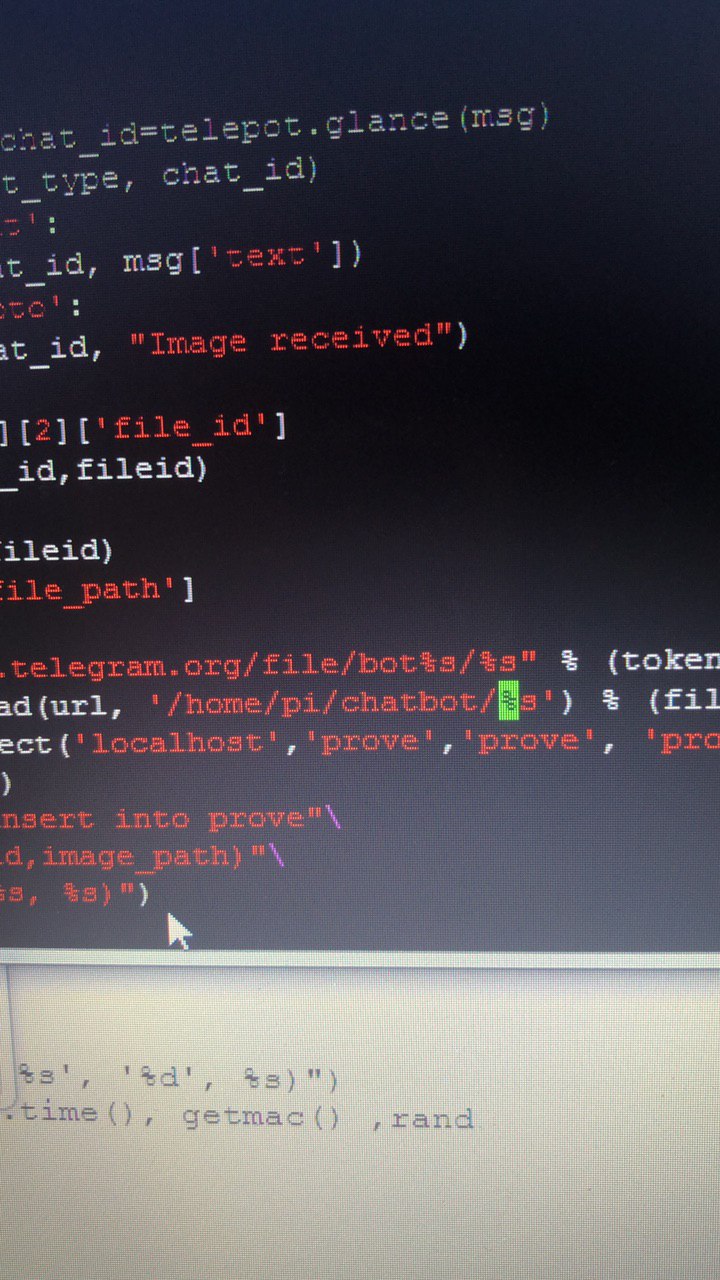 chat_id=telepot.glance(msg)
t_type, chat_id)
':
at_id, msg['text'])
oto':
at_id, "Image received")
][2]['file_id']
_id,fileid)
fileid)
file_path']
.telegram.org/file/bot%s/%s" % (token
ad(url, '/home/pi/chatbot/%s') % (fil
ect('localhost','prove','prove', 'pro
)
nsert into prove"\
d,image_path)"\
%s, %s)")
%s', '%d', %s)")
.time(), getmac() ,rand